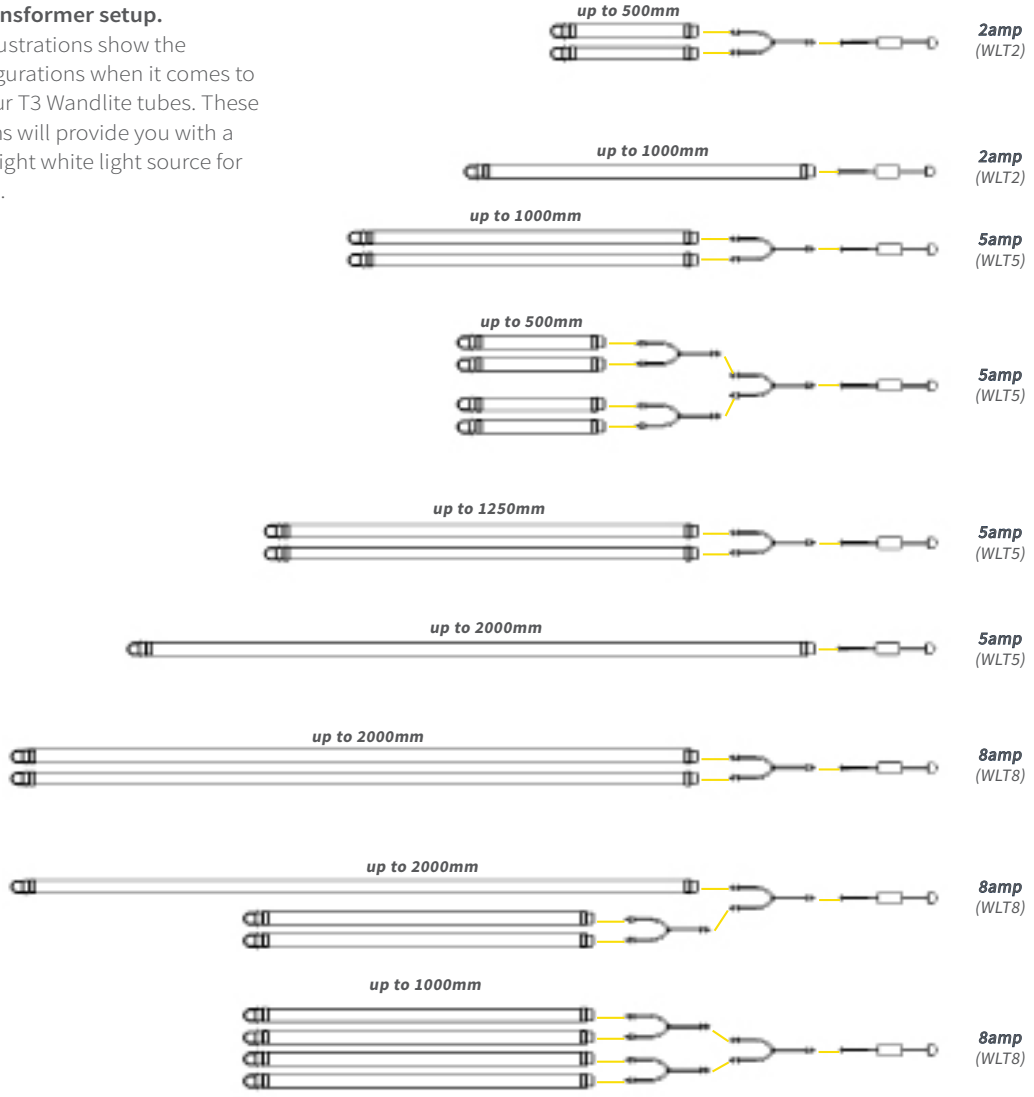 nsformer setup.
ustrations show the
gurations when it comes to
ur T3 Wandlite tubes. These
ns will provide you with a
ight white light source for
.
up to 500mm
2amp
(WLT2)
up to 1000mm
2amp
(WLT2)
up to 1000mm
5amp
(WLT5)
up to 500mm
5amp
(WLT5)
up to 1250mm
5amp
(WLT5)
up to 2000mm
5amp
(WLT5)
up to 2000mm
8amp
(WLT8)
up to 2000mm
8amp
(WLT8)
up to 1000mm
8amp
(WLT8)